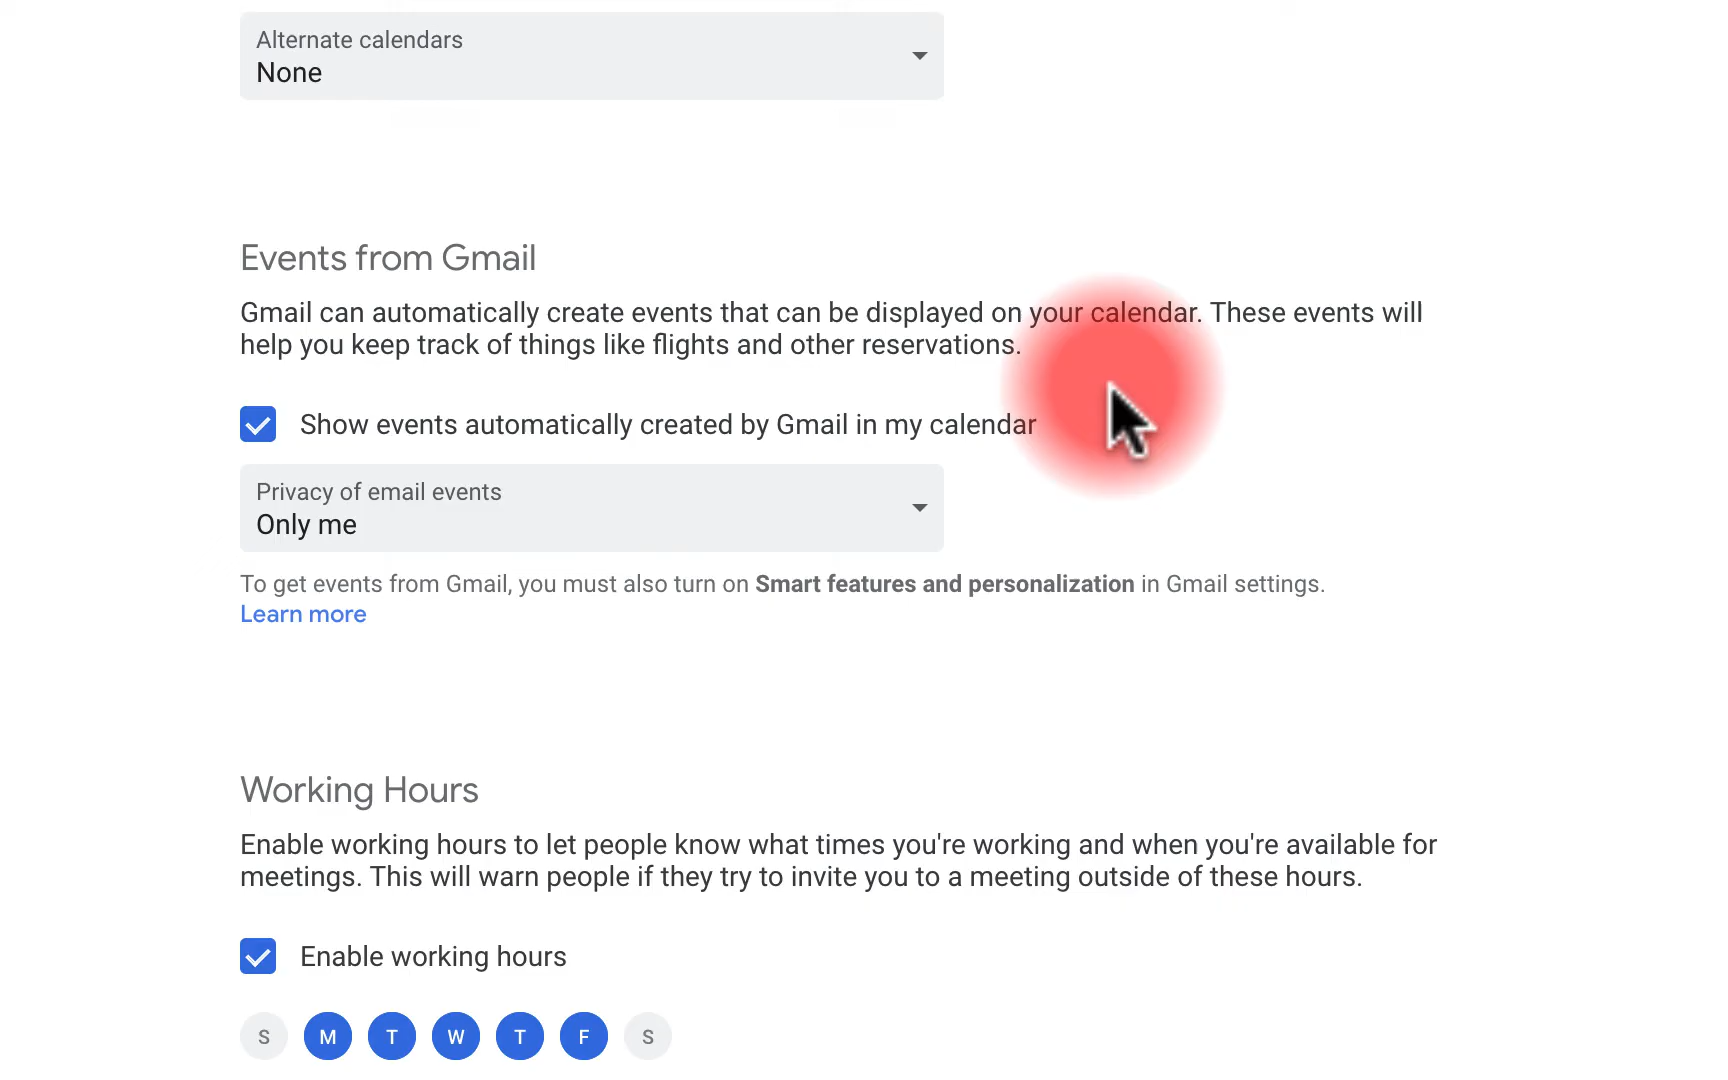 Alternate calendars
None
Events from Gmail
Gmail can automatically create events that can be displayed on your calendar. These events will
help you keep track of things like flights and other reservations.
Show events automatically created by Gmail in my calendar
Privacy of email events
Only me
To get events from Gmail, you must also turn on Smart features and personalization in Gmail settings.
Learn more
Working Hours
Enable working hours to let people know what times you're working and when you're available for
meetings. This will warn people if they try to invite you to a meeting outside of these hours.
Enable working hours
S M T W T F S